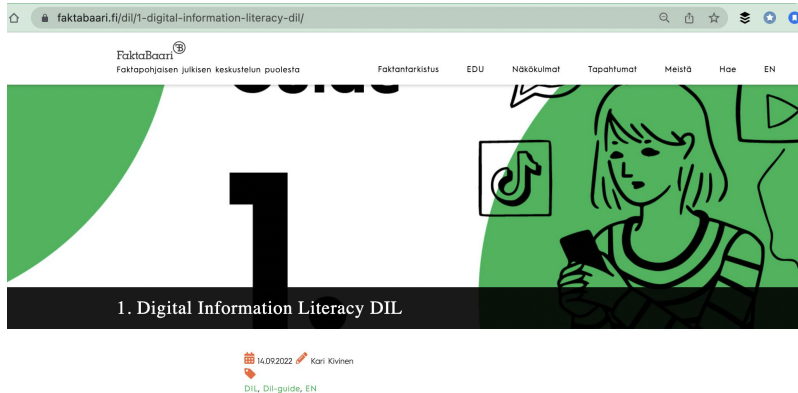 faktabaari.fi/dil/1-digital-information-literacy-dil/
FaktaBaari B
Faktapohjaisen julkisen keskustelun puolesta
Faktantarkistus EDU Näkökulmat Tapahtumat Meistä Hae EN
Guide
1.
1. Digital Information Literacy DIL
14.09.2022 Kari Kivinen
DIL, Dil-guide, EN